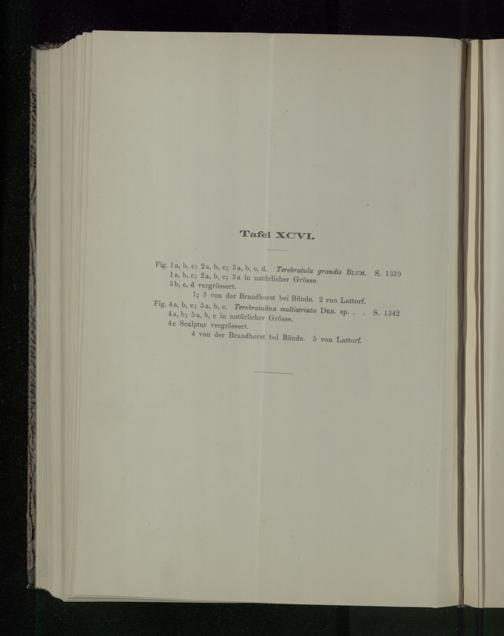 Tafel XCVI.
Fig. 1a, b, c; 2a, b, c; 3a, b, c, d. Terebratula grandis Blum. S. 1339
1a, b, c; 2a, b, c; 3a in natürlicher Grösse.
3b, c, d vergrössert.
1; 3 von der Brandhorst bei Bünde. 2 von Lattorf.
Fig. 4a, b, c; 5a, b, c. Terebratulina multistriata Dkr. sp. . . S. 1342
4a, b; 5a, b, c in natürlicher Grösse.
4c Sculptur vergrössert.
4 von der Brandhorst bei Bünde. 5 von Lattorf.